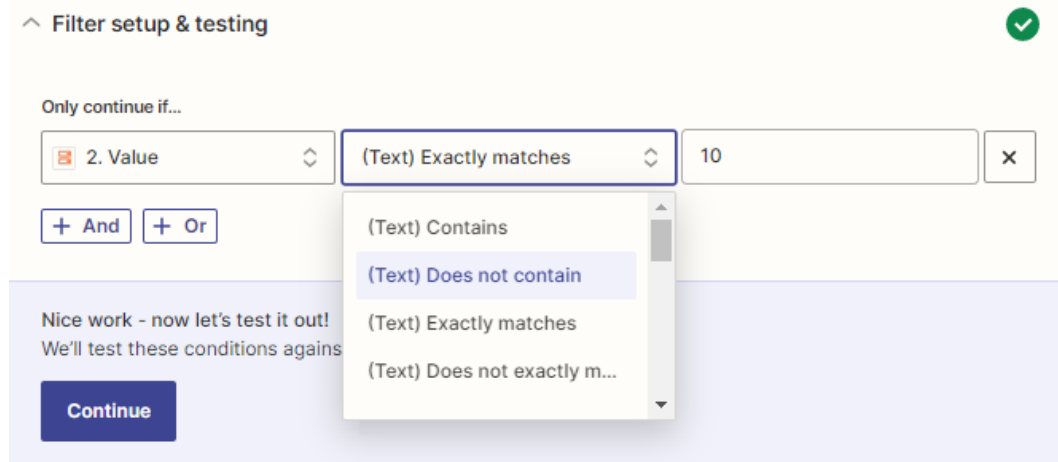 Filter setup & testing
Only continue if...
2. Value
(Text) Exactly matches
10
(Text) Contains
(Text) Does not contain
(Text) Exactly matches
(Text) Does not exactly m...
+ And
+ Or
Nice work - now let's test it out!
We'll test these conditions agains
Continue